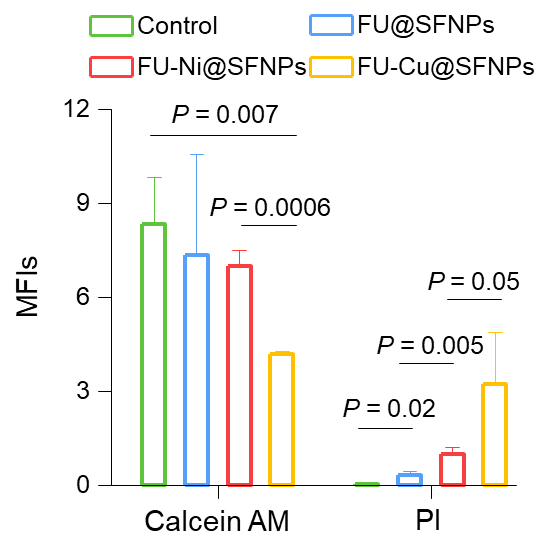 Control
FU@SFNPs
FU-Ni@SFNPs
FU-Cu@SFNPs
12
9
6
3
0
MFIs
P = 0.007
P = 0.0006
P = 0.05
P = 0.005
P = 0.02
Calcein AM
PI